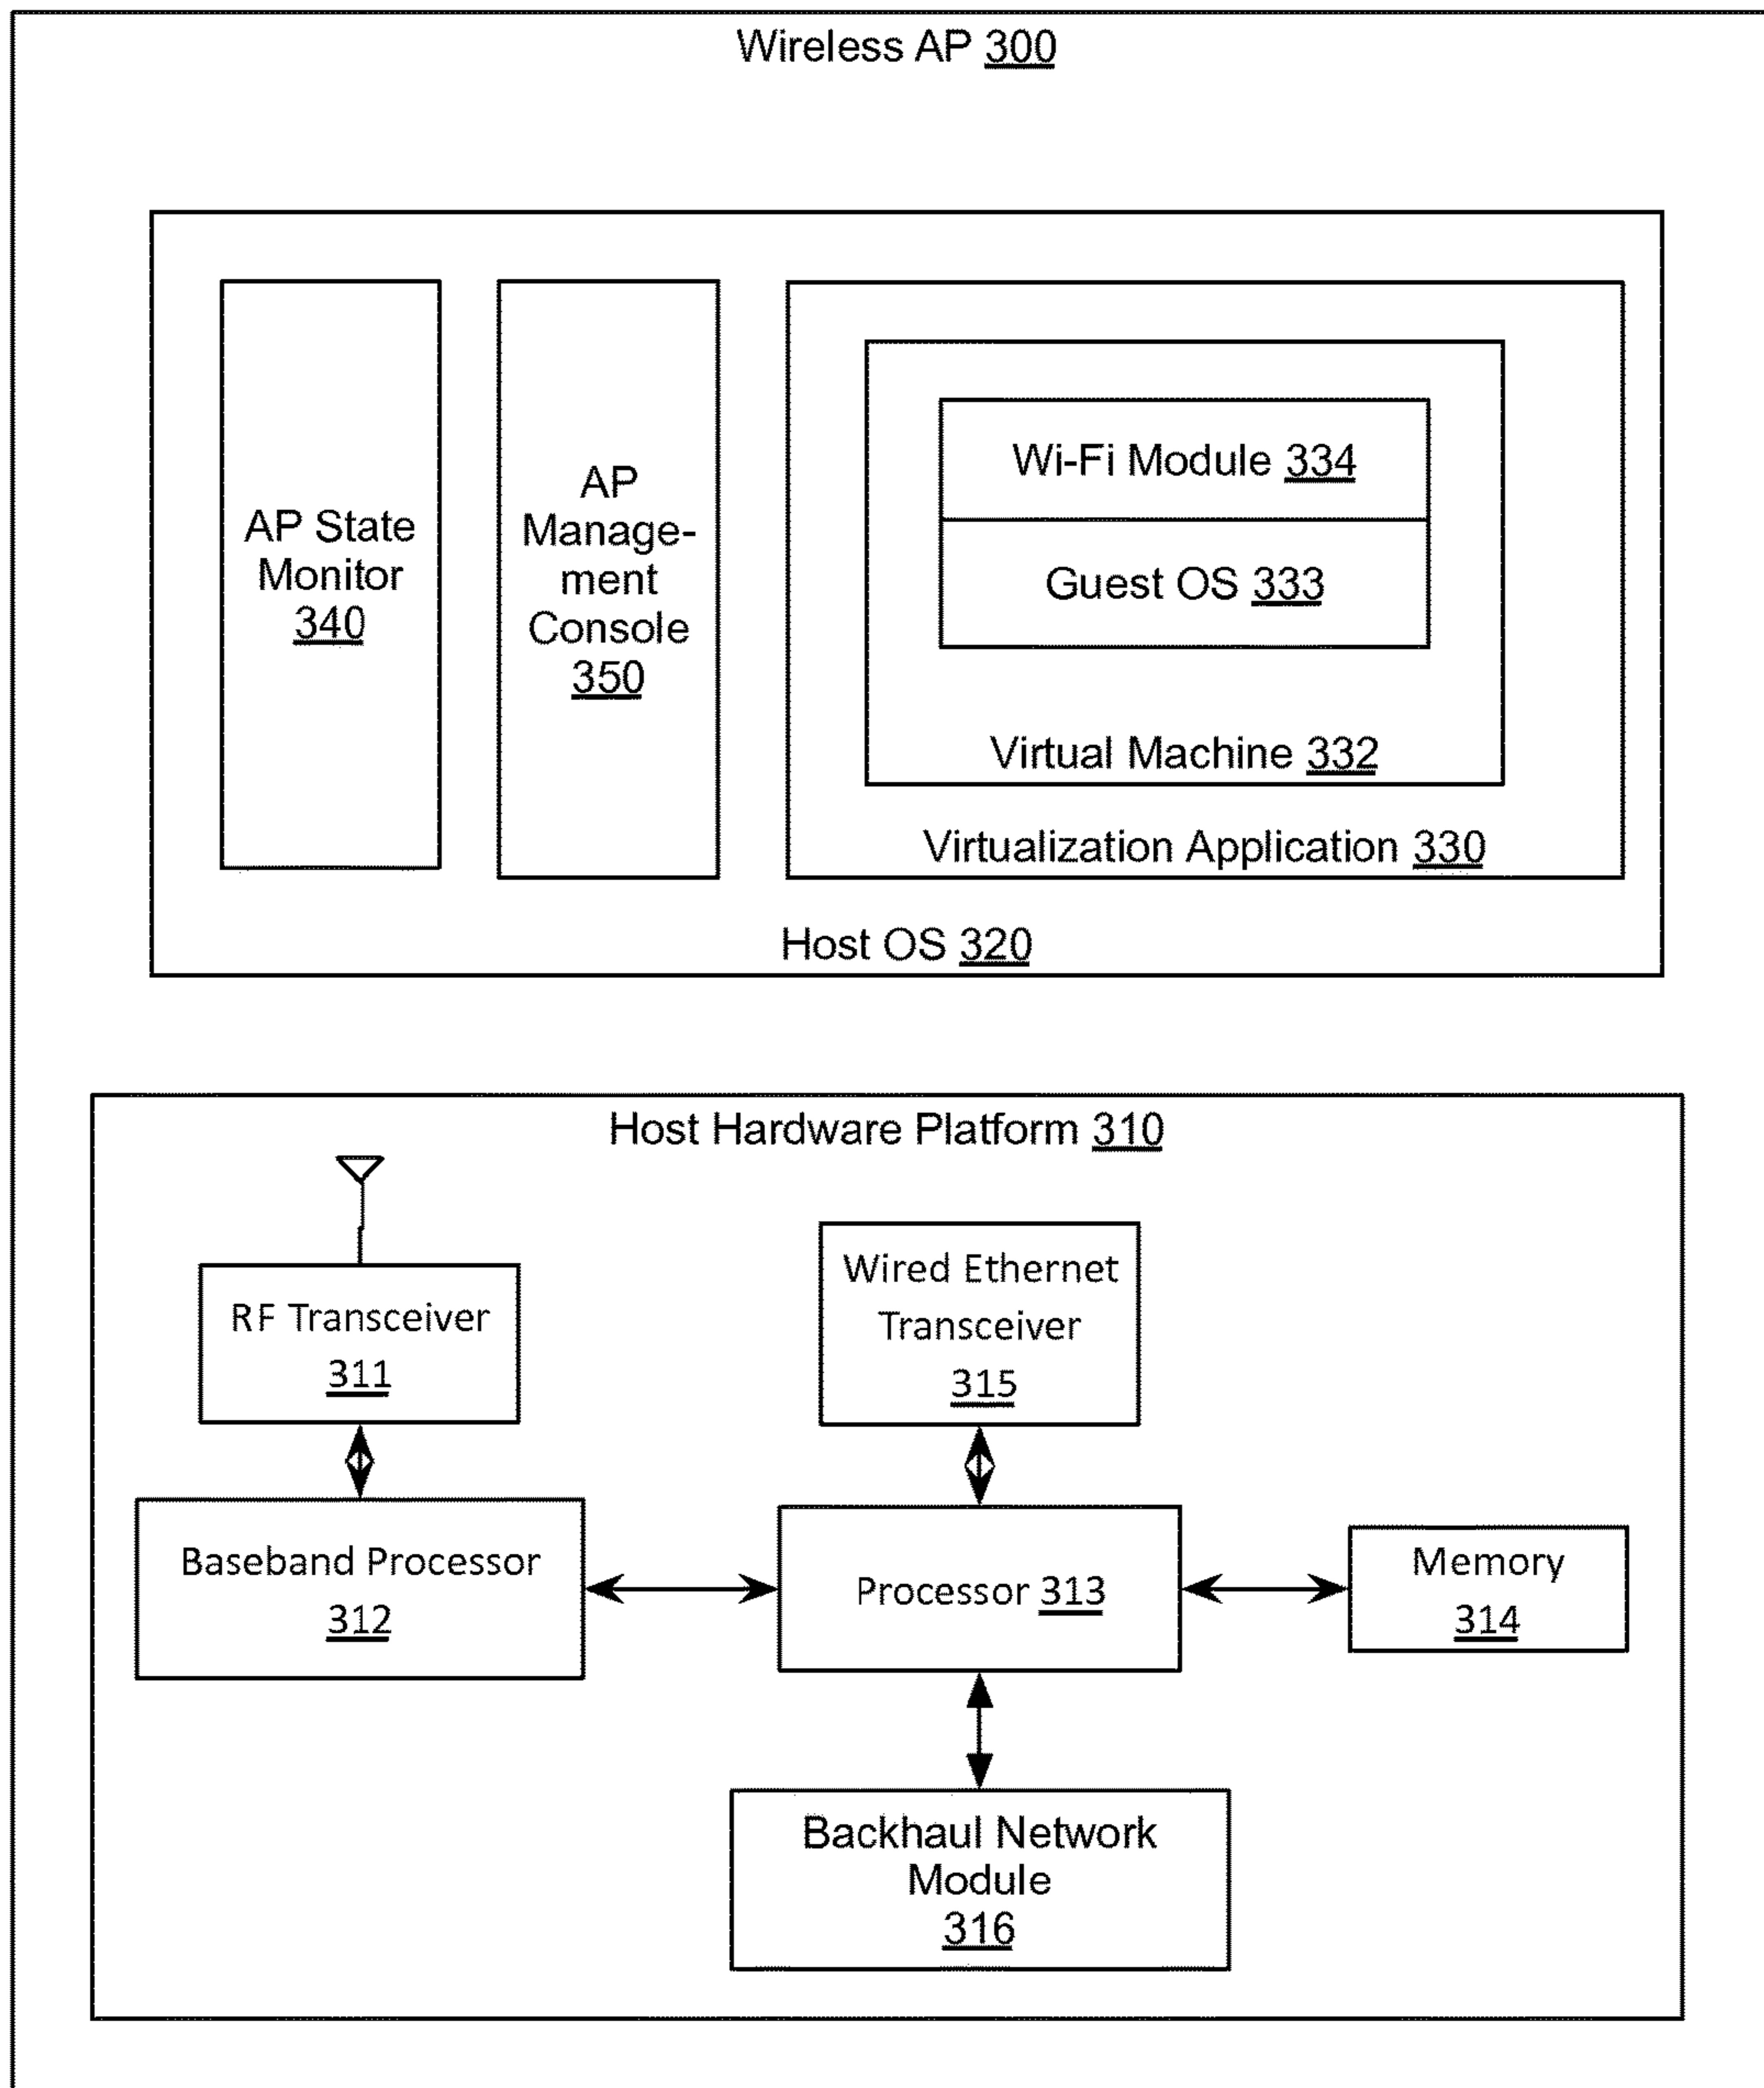 Wireless AP 300
AP State
Monitor
340
AP
Manage-
ment
Console
350
Wi-Fi Module 334
Guest OS 333
Virtual Machine 332
Virtualization Application 330
Host OS 320
Host Hardware Platform 310
RF Transceiver
311
Wired Ethernet
Transceiver
315
Baseband Processor
312
Processor 313
Memory
314
Backhaul Network
Module
316